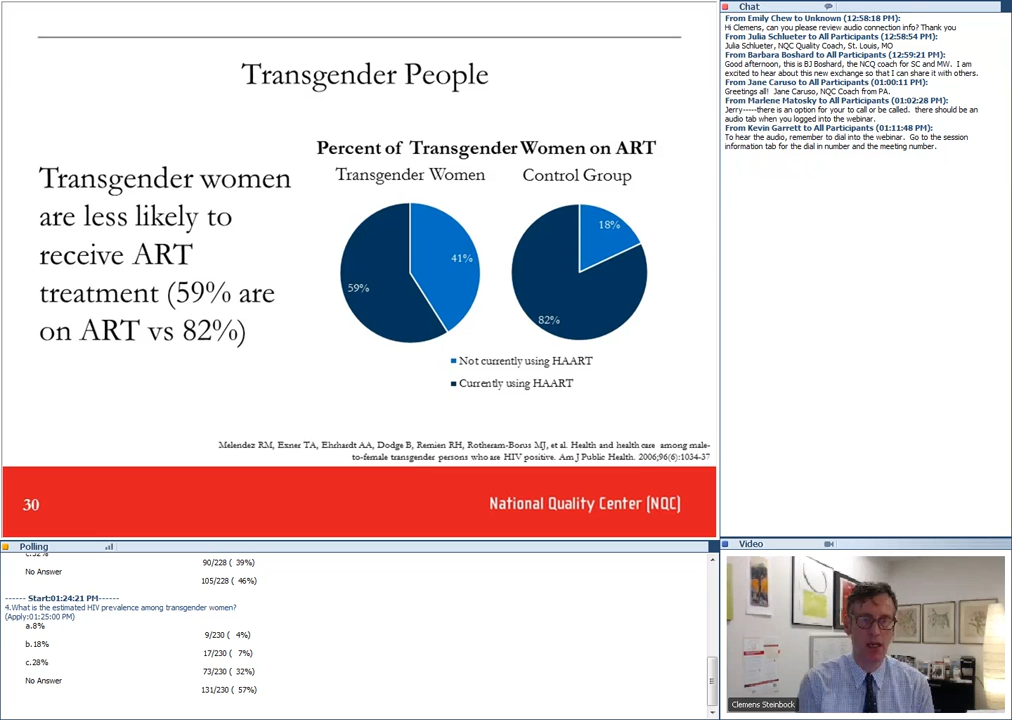 Transgender People
Transgender women
are less likely to
receive ART
treatment (59% are
on ART vs 82%)
Percent of Transgender Women on ART
Transgender Women
Control Group
41%
59%
18%
82%
Not currently using HAART
Currently using HAART
Melendez RM, Exner TA, Ehrhardt AA, Dodge B, Remien RH, Rotheram-Borus MJ, et al. Health and health care among male-
to-female transgender persons who are HIV positive. Am J Public Health. 2006;96(6):1034-37
30
National Quality Center (NQC)
Chat
From Emily Chew to Unknown (12:58:18 PM):
Hi Clemens, can you please review audio connection info? Thank you
From Julia Schlueter to All Participants (12:58:54 PM):
Julia Schlueter, NQC Quality Coach, St. Louis, MO
From Barbara Boshard to All Participants (12:59:21 PM):
Good afternoon, this is BJ Boshard, the NCQ coach for SC and MW. I am
excited to hear about this new exchange so that I can share it with others.
From Jane Caruso to All Participants (01:00:11 PM):
Greetings all! Jane Caruso, NQC Coach from PA.
From Marlene Matosky to All Participants (01:02:28 PM):
Jerry-----there is an option for your to call or be called. there should be an
audio tab when you logged into the webinar.
From Kevin Garrett to All Participants (01:11:48 PM):
To hear the audio, remember to dial into the webinar. Go to the session
information tab for the dial in number and the meeting number.
Polling
90/228 ( 39%)
No Answer
105/228 ( 46%)
------ Start:01:24:21 PM------
4.What is the estimated HIV prevalence among transgender women?
(Apply:01:25:00 PM)
a.8%
9/230 ( 4%)
b.18%
17/230 ( 7%)
c.28%
73/230 ( 32%)
No Answer
131/230 ( 57%)
Video
Clemens Steinbock